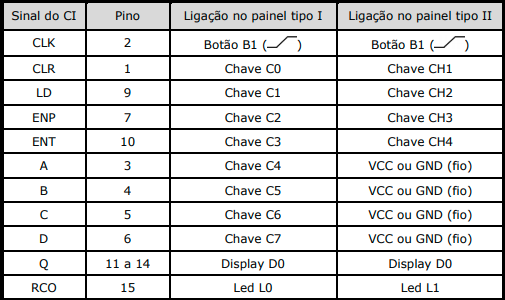 Sinal do CI Pino Ligação no painel tipo I Ligação no painel tipo II
CLK 2 Botão B1 ( ) Botão B1 ( )
CLR 1 Chave C0 Chave CH1
LD 9 Chave C1 Chave CH2
ENP 7 Chave C2 Chave CH3
ENT 10 Chave C3 Chave CH4
A 3 Chave C4 VCC ou GND (fio)
B 4 Chave C5 VCC ou GND (fio)
C 5 Chave C6 VCC ou GND (fio)
D 6 Chave C7 VCC ou GND (fio)
Q 11 a 14 Display D0 Display D0
RCO 15 Led L0 Led L1